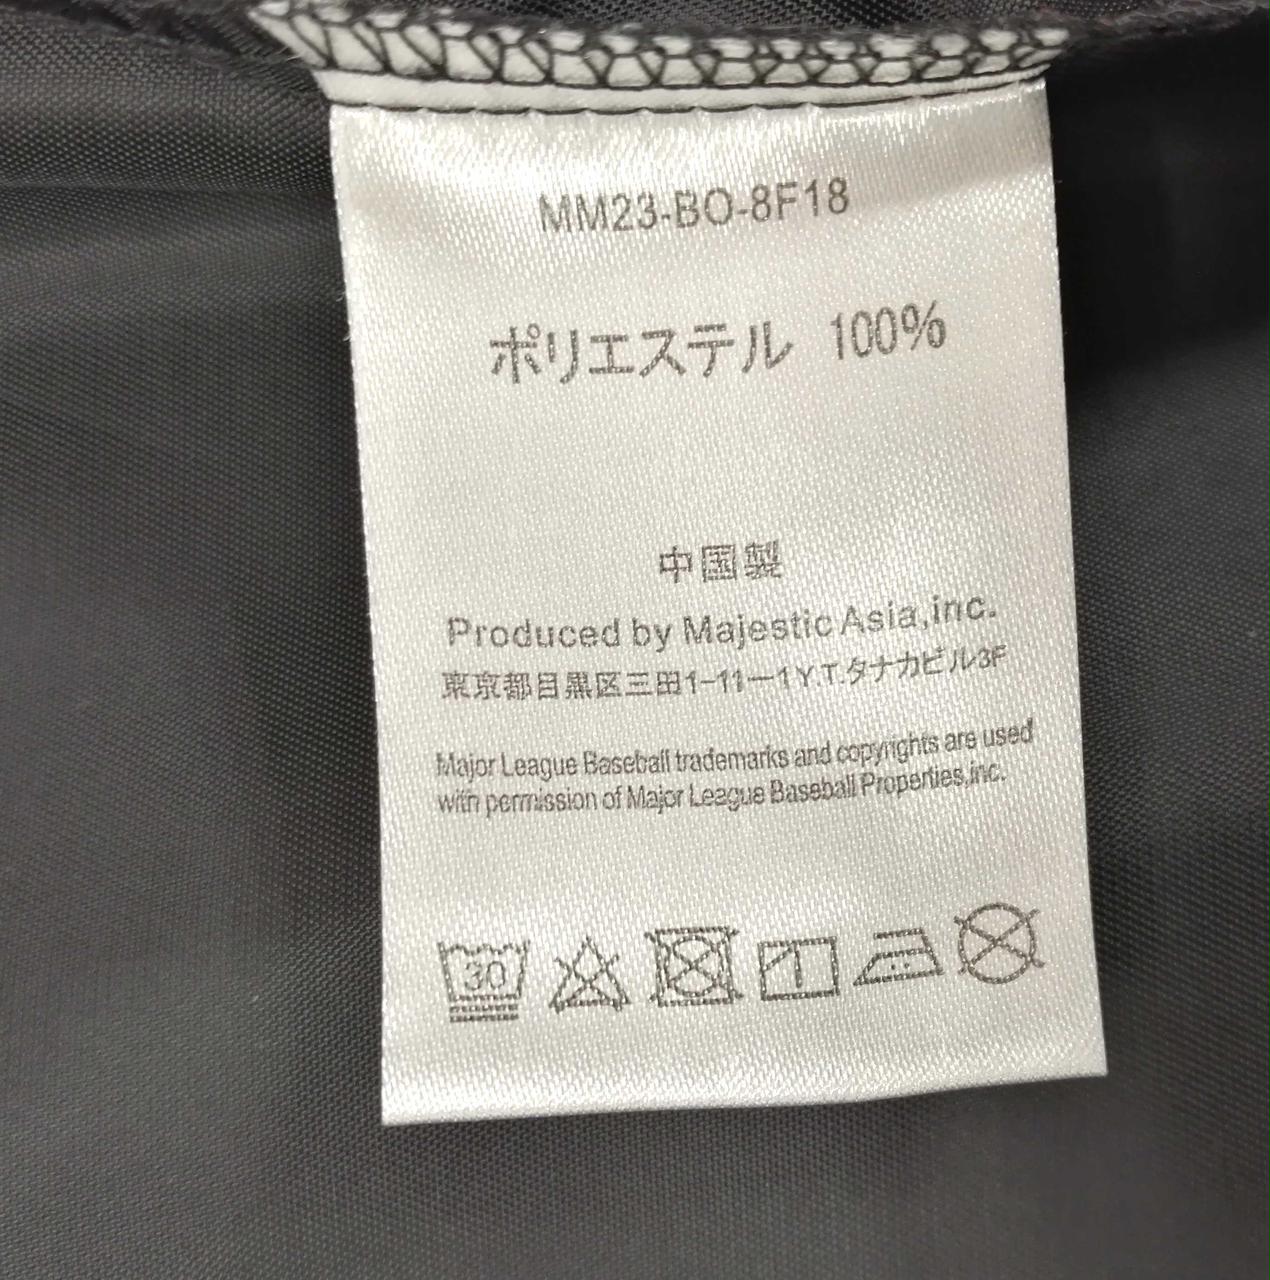 MM23-BO-8F18
ポリエステル 100%
中国製
Produced by Majestic Asia,inc.
東京都目黒区三田1-11-1Y.T.タナカビル3F
Major League Baseball trademarks and copyrights are used
with permission of Major League Baseball Properties,inc.
30